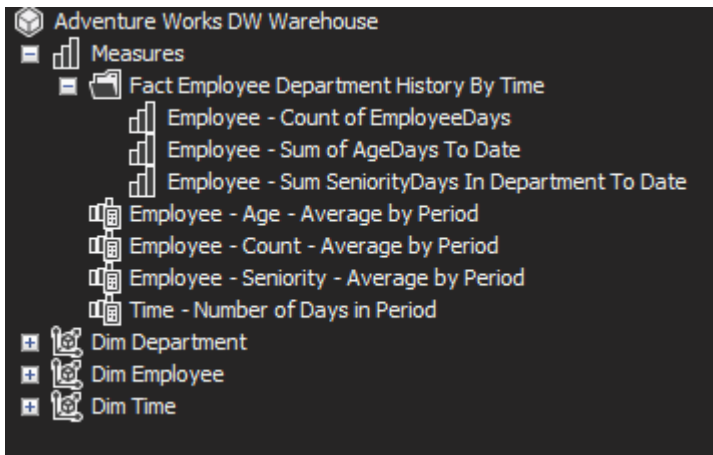 Adventure Works DW Warehouse
Measures
Fact Employee Department History By Time
Employee - Count of EmployeeDays
Employee - Sum of AgeDays To Date
Employee - Sum SeniorityDays In Department To Date
Employee - Age - Average by Period
Employee - Count - Average by Period
Employee - Seniority - Average by Period
Time - Number of Days in Period
Dim Department
Dim Employee
Dim Time